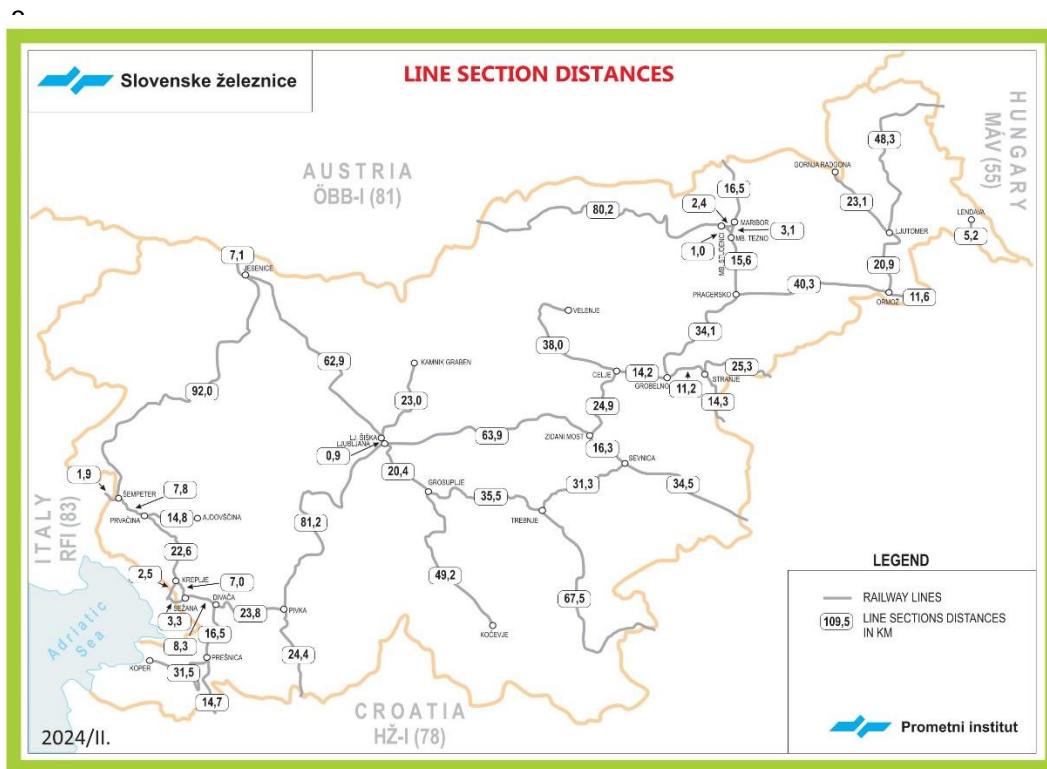 Slovenske železnice
LINE SECTION DISTANCES
AUSTRIA
ÖBB-I (81)
HUNGARY
MÁV (55)
48,3
GORNJA RADGONA
16,5
23,1
80,2
2,4
MARIBOR
3,1
LENDAVA
5,2
LJUTOMER
MB. TEZNO
1,0
MB. STUDENCI
7,1
JESENICE
15,6
20,9
40,3
PRAGERSKO
11,6
ORMOŽ
VELENJE
34,1
38,0
62,9
KAMNIK GRABEN
CELJE
14,2
25,3
GROBELNO
11,2
STRANJE
92,0
23,0
24,9
14,3
LJ. ŠIŠKA
LJUBLJANA
63,9
ZIDANI MOST
0,9
16,3
SEVNICA
20,4
1,9
7,8
GROSUPLJE
31,3
34,5
ŠEMPETER
35,5
PRVAČINA
14,8
AJDOVŠČINA
81,2
TREBNJE
ITALY
RFI (83)
22,6
2,5
KREPLJE
7,0
49,2
SEŽANA
DIVAČA
23,8
PIVKA
67,5
3,3
KOČEVJE
16,5
8,3
Adriatic
Sea
KOPER
PREŠNICA
31,5
24,4
14,7
CROATIA
HŽ-I (78)
LEGEND
RAILWAY LINES
109,5
LINE SECTIONS DISTANCES
IN KM
2024/II.
Prometni institut